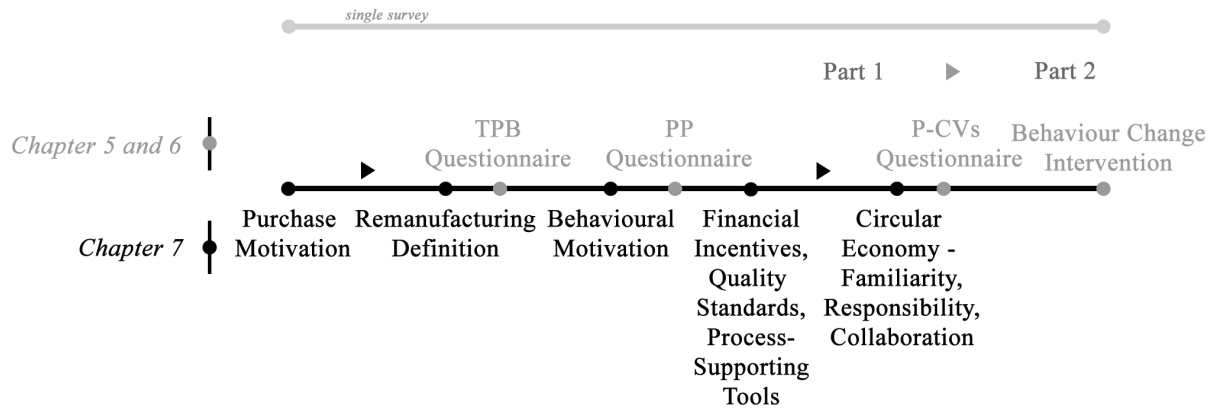 single survey
Part 1
Part 2
Chapter 5 and 6
TPB
Questionnaire
PP
Questionnaire
P-CVs
Questionnaire
Behaviour Change
Intervention
Chapter 7
Purchase
Motivation
Remanufacturing
Definition
Behavioural
Motivation
Financial
Incentives,
Quality
Standards,
Process-
Supporting
Tools
Circular
Economy -
Familiarity,
Responsibility,
Collaboration